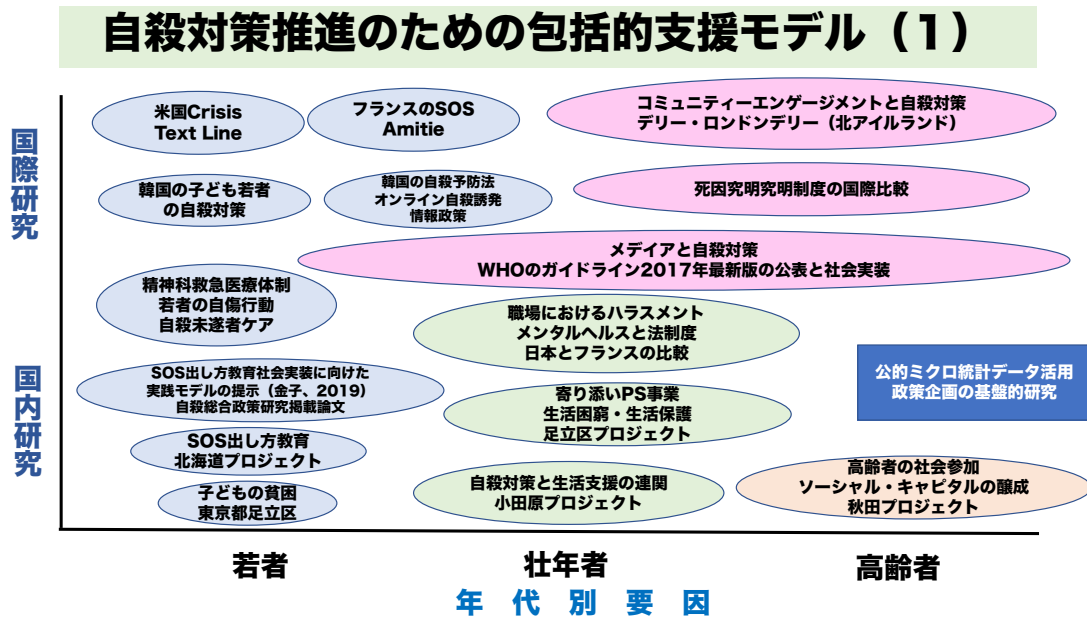 自殺対策推進のための包括的支援モデル（1）
国際研究
米国Crisis
Text Line
フランスのSOS
Amitie
コミュニティーエンゲージメントと自殺対策
デリー・ロンドンデリー（北アイルランド）
韓国の子ども若者
の自殺対策
韓国の自殺予防法
オンライン自殺誘発
情報政策
死因究明究明制度の国際比較
メデイアと自殺対策
WHOのガイドライン2017年最新版の公表と社会実装
精神科救急医療体制
若者の自傷行動
自殺未遂者ケア
職場におけるハラスメント
メンタルヘルスと法制度
日本とフランスの比較
国内研究
SOS出し方教育社会実装に向けた
実践モデルの提示（金子、2019）
自殺総合政策研究掲載論文
寄り添いPS事業
生活困窮・生活保護
足立区プロジェクト
公的ミクロ統計データ活用
政策企画の基盤的研究
SOS出し方教育
北海道プロジェクト
子どもの貧困
東京都足立区
自殺対策と生活支援の連関
小田原プロジェクト
高齢者の社会参加
ソーシャル・キャピタルの醸成
秋田プロジェクト
若者
壮年者
高齢者
年代別要因